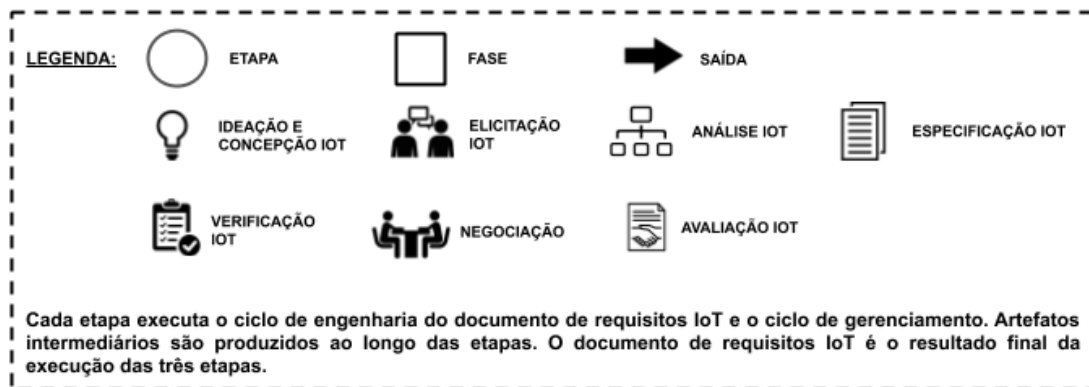 LEGENDA:
ETAPA
FASE
SAÍDA
IDEAÇÃO E
CONCEPÇÃO IOT
ELICITAÇÃO
IOT
ANÁLISE IOT
ESPECIFICAÇÃO IOT
VERIFICAÇÃO
IOT
NEGOCIAÇÃO
AVALIAÇÃO IOT
Cada etapa executa o ciclo de engenharia do documento de requisitos IoT e o ciclo de gerenciamento. Artefatos
intermediários são produzidos ao longo das etapas. O documento de requisitos IoT é o resultado final da
execução das três etapas.